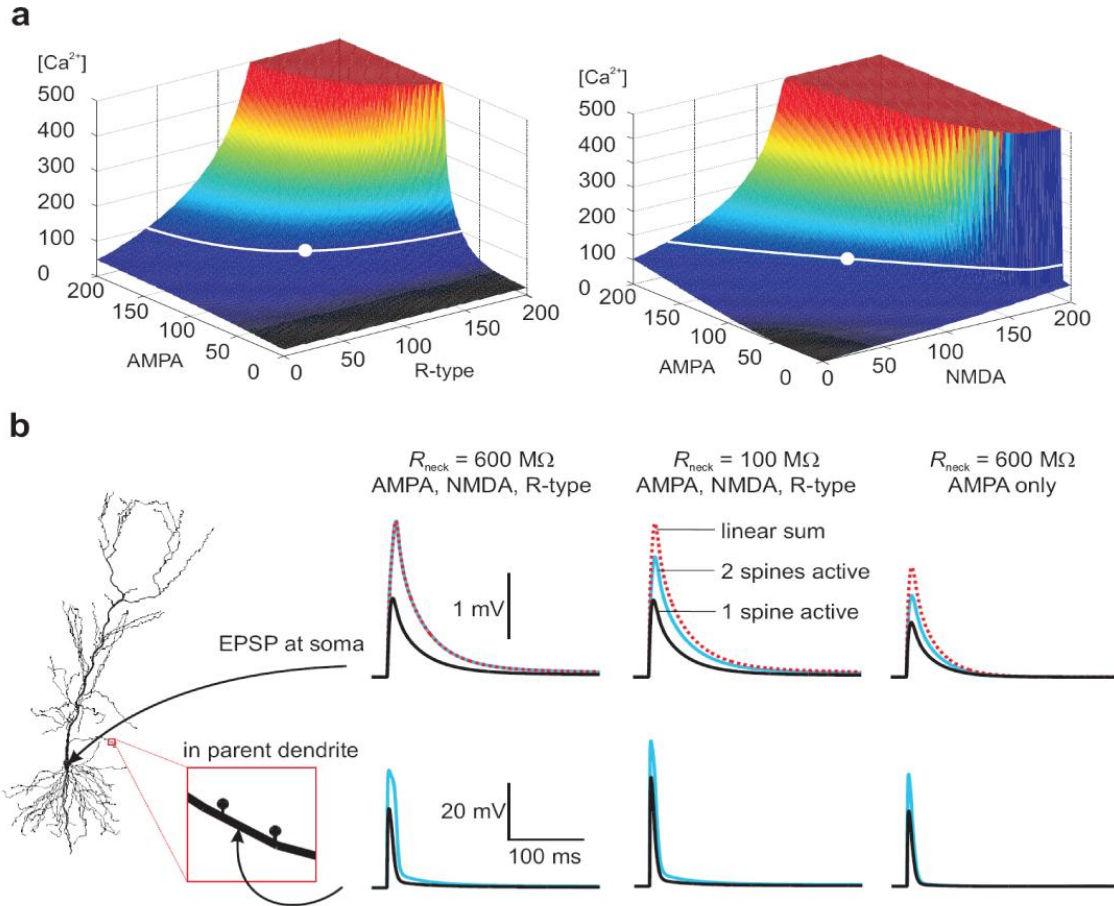 a
[Ca²⁺]
500
400
300
200
100
0
200
150
100
50
0
AMPA
0
50
100
150
200
R-type
[Ca²⁺]
500
400
300
200
100
0
200
150
100
50
0
AMPA
0
50
100
150
200
NMDA
b
R_neck = 600 MΩ
AMPA, NMDA, R-type
R_neck = 100 MΩ
AMPA, NMDA, R-type
R_neck = 600 MΩ
AMPA only
linear sum
2 spines active
1 spine active
1 mV
EPSP at soma
in parent dendrite
20 mV
100 ms